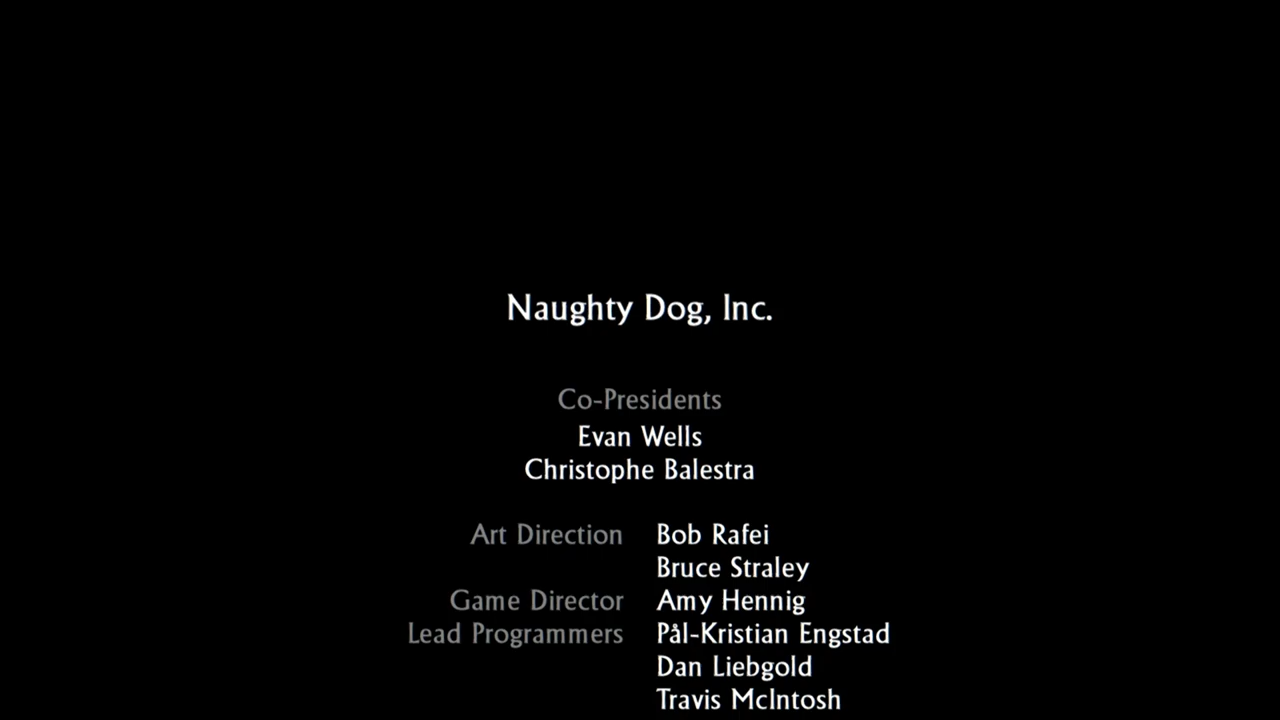 Naughty Dog, Inc.
Co-Presidents
Evan Wells
Christophe Balestra
Art Direction Bob Rafei
Bruce Straley
Game Director Amy Hennig
Lead Programmers Pål-Kristian Engstad
Dan Liebgold
Travis McIntosh